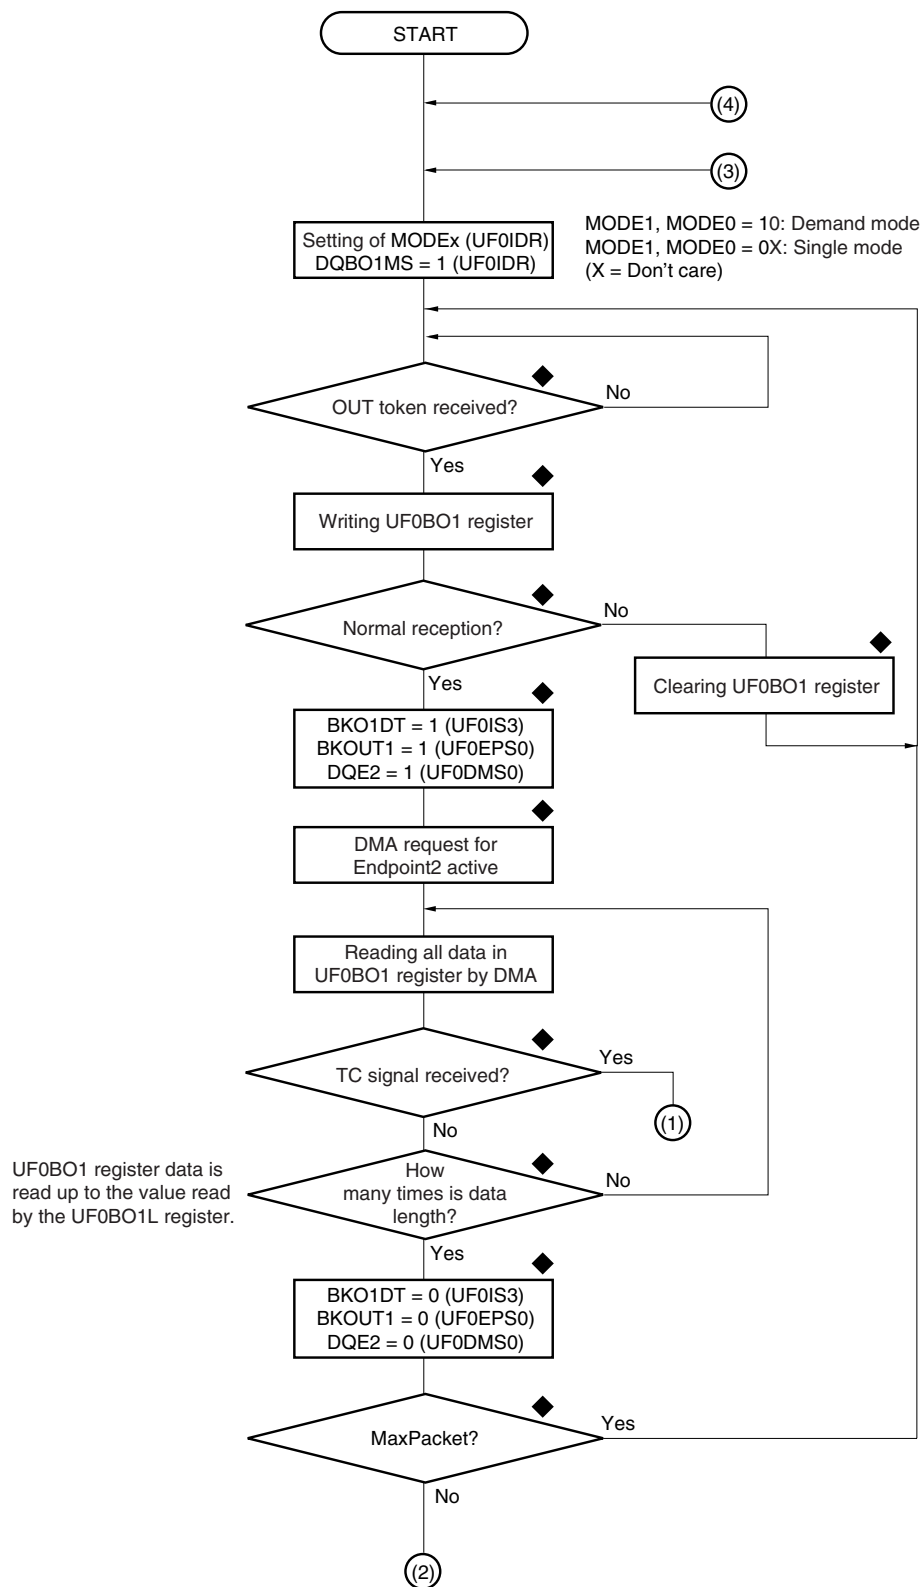 START
(4)
(3)
Setting of MODEx (UF0IDR)
DQBO1MS = 1 (UF0IDR)
MODE1, MODE0 = 10: Demand mode
MODE1, MODE0 = 0X: Single mode
(X = Don't care)
OUT token received?
No
Yes
Writing UF0BO1 register
Normal reception?
No
Yes
Clearing UF0BO1 register
BKO1DT = 1 (UF0IS3)
BKOUT1 = 1 (UF0EPS0)
DQE2 = 1 (UF0DMS0)
DMA request for
Endpoint2 active
Reading all data in
UF0BO1 register by DMA
TC signal received?
Yes
(1)
No
UF0BO1 register data is
read up to the value read
by the UF0BO1L register.
How
many times is data
length?
No
Yes
BKO1DT = 0 (UF0IS3)
BKOUT1 = 0 (UF0EPS0)
DQE2 = 0 (UF0DMS0)
MaxPacket?
Yes
No
(2)